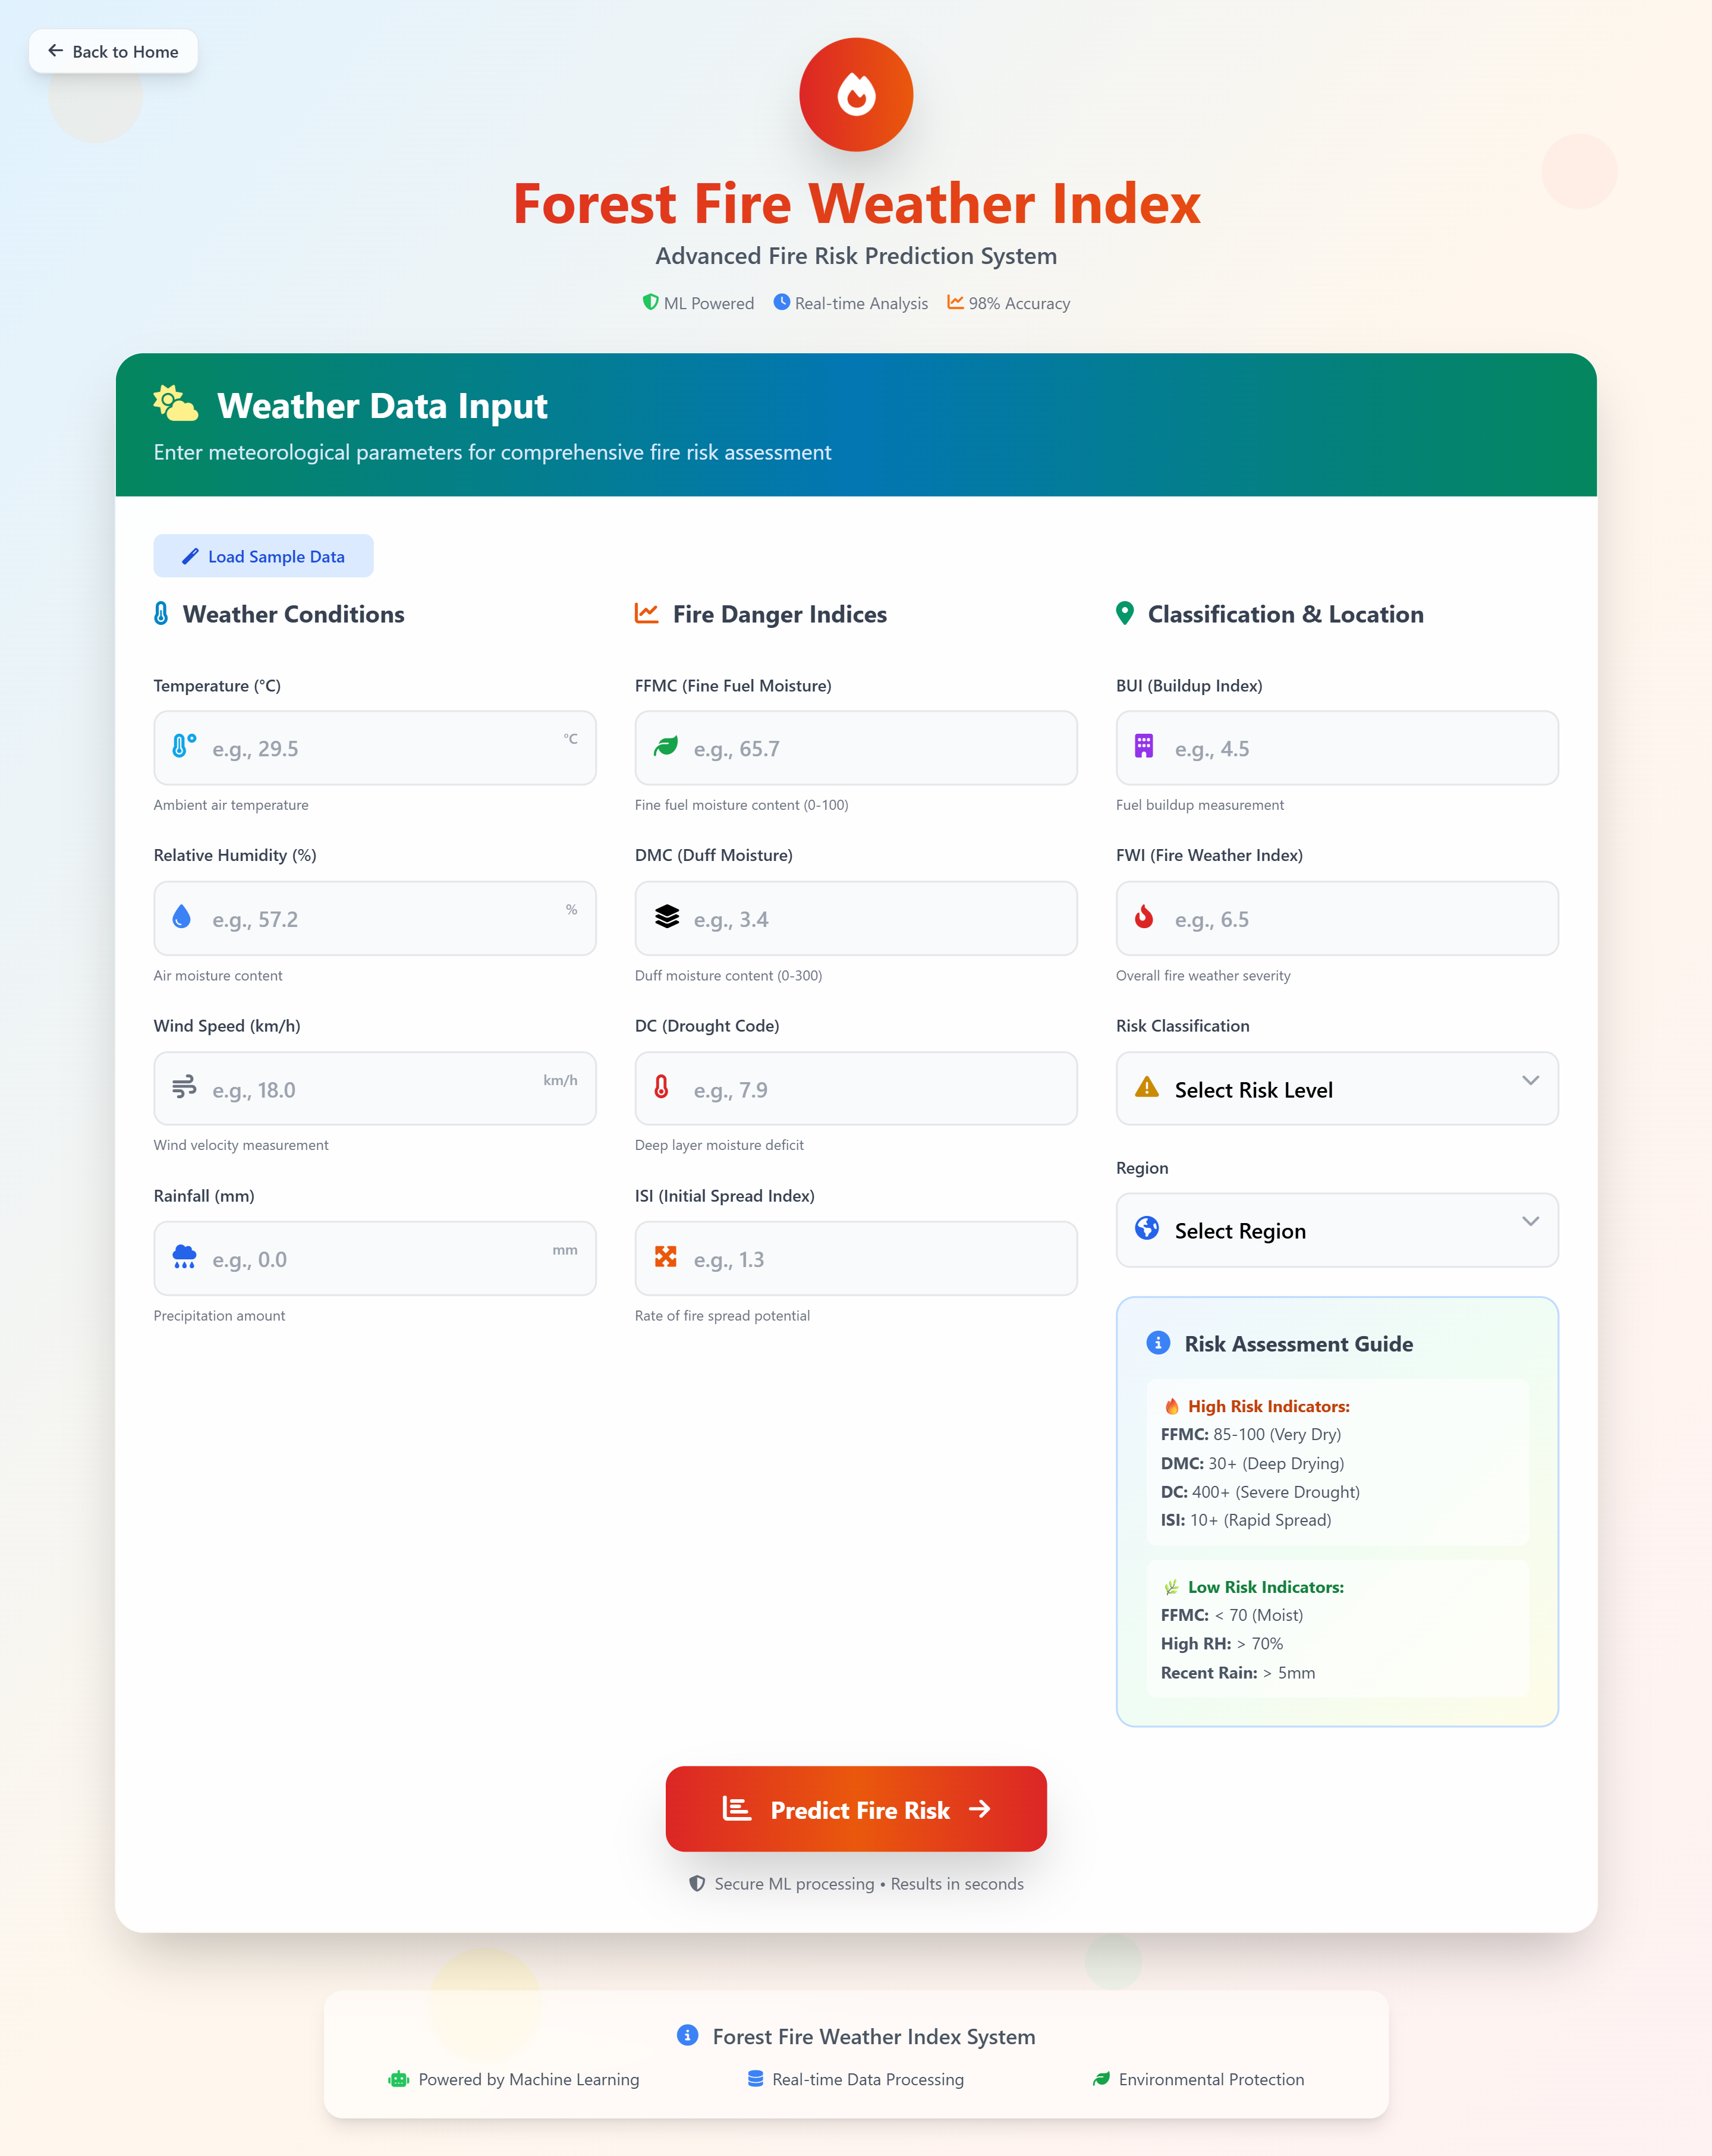 Back to Home
Forest Fire Weather Index
Advanced Fire Risk Prediction System
ML Powered Real-time Analysis 98% Accuracy
Weather Data Input
Enter meteorological parameters for comprehensive fire risk assessment
Load Sample Data
Weather Conditions
Temperature (°C)
e.g., 29.5 °C
Ambient air temperature
Relative Humidity (%)
e.g., 57.2 %
Air moisture content
Wind Speed (km/h)
e.g., 18.0 km/h
Wind velocity measurement
Rainfall (mm)
e.g., 0.0 mm
Precipitation amount
Fire Danger Indices
FFMC (Fine Fuel Moisture)
e.g., 65.7
Fine fuel moisture content (0-100)
DMC (Duff Moisture)
e.g., 3.4
Duff moisture content (0-300)
DC (Drought Code)
e.g., 7.9
Deep layer moisture deficit
ISI (Initial Spread Index)
e.g., 1.3
Rate of fire spread potential
Classification & Location
BUI (Buildup Index)
e.g., 4.5
Fuel buildup measurement
FWI (Fire Weather Index)
e.g., 6.5
Overall fire weather severity
Risk Classification
Select Risk Level
Region
Select Region
Risk Assessment Guide
High Risk Indicators:
FFMC: 85-100 (Very Dry)
DMC: 30+ (Deep Drying)
DC: 400+ (Severe Drought)
ISI: 10+ (Rapid Spread)
Low Risk Indicators:
FFMC: < 70 (Moist)
High RH: > 70%
Recent Rain: > 5mm
Predict Fire Risk
Secure ML processing • Results in seconds
Forest Fire Weather Index System
Powered by Machine Learning Real-time Data Processing Environmental Protection